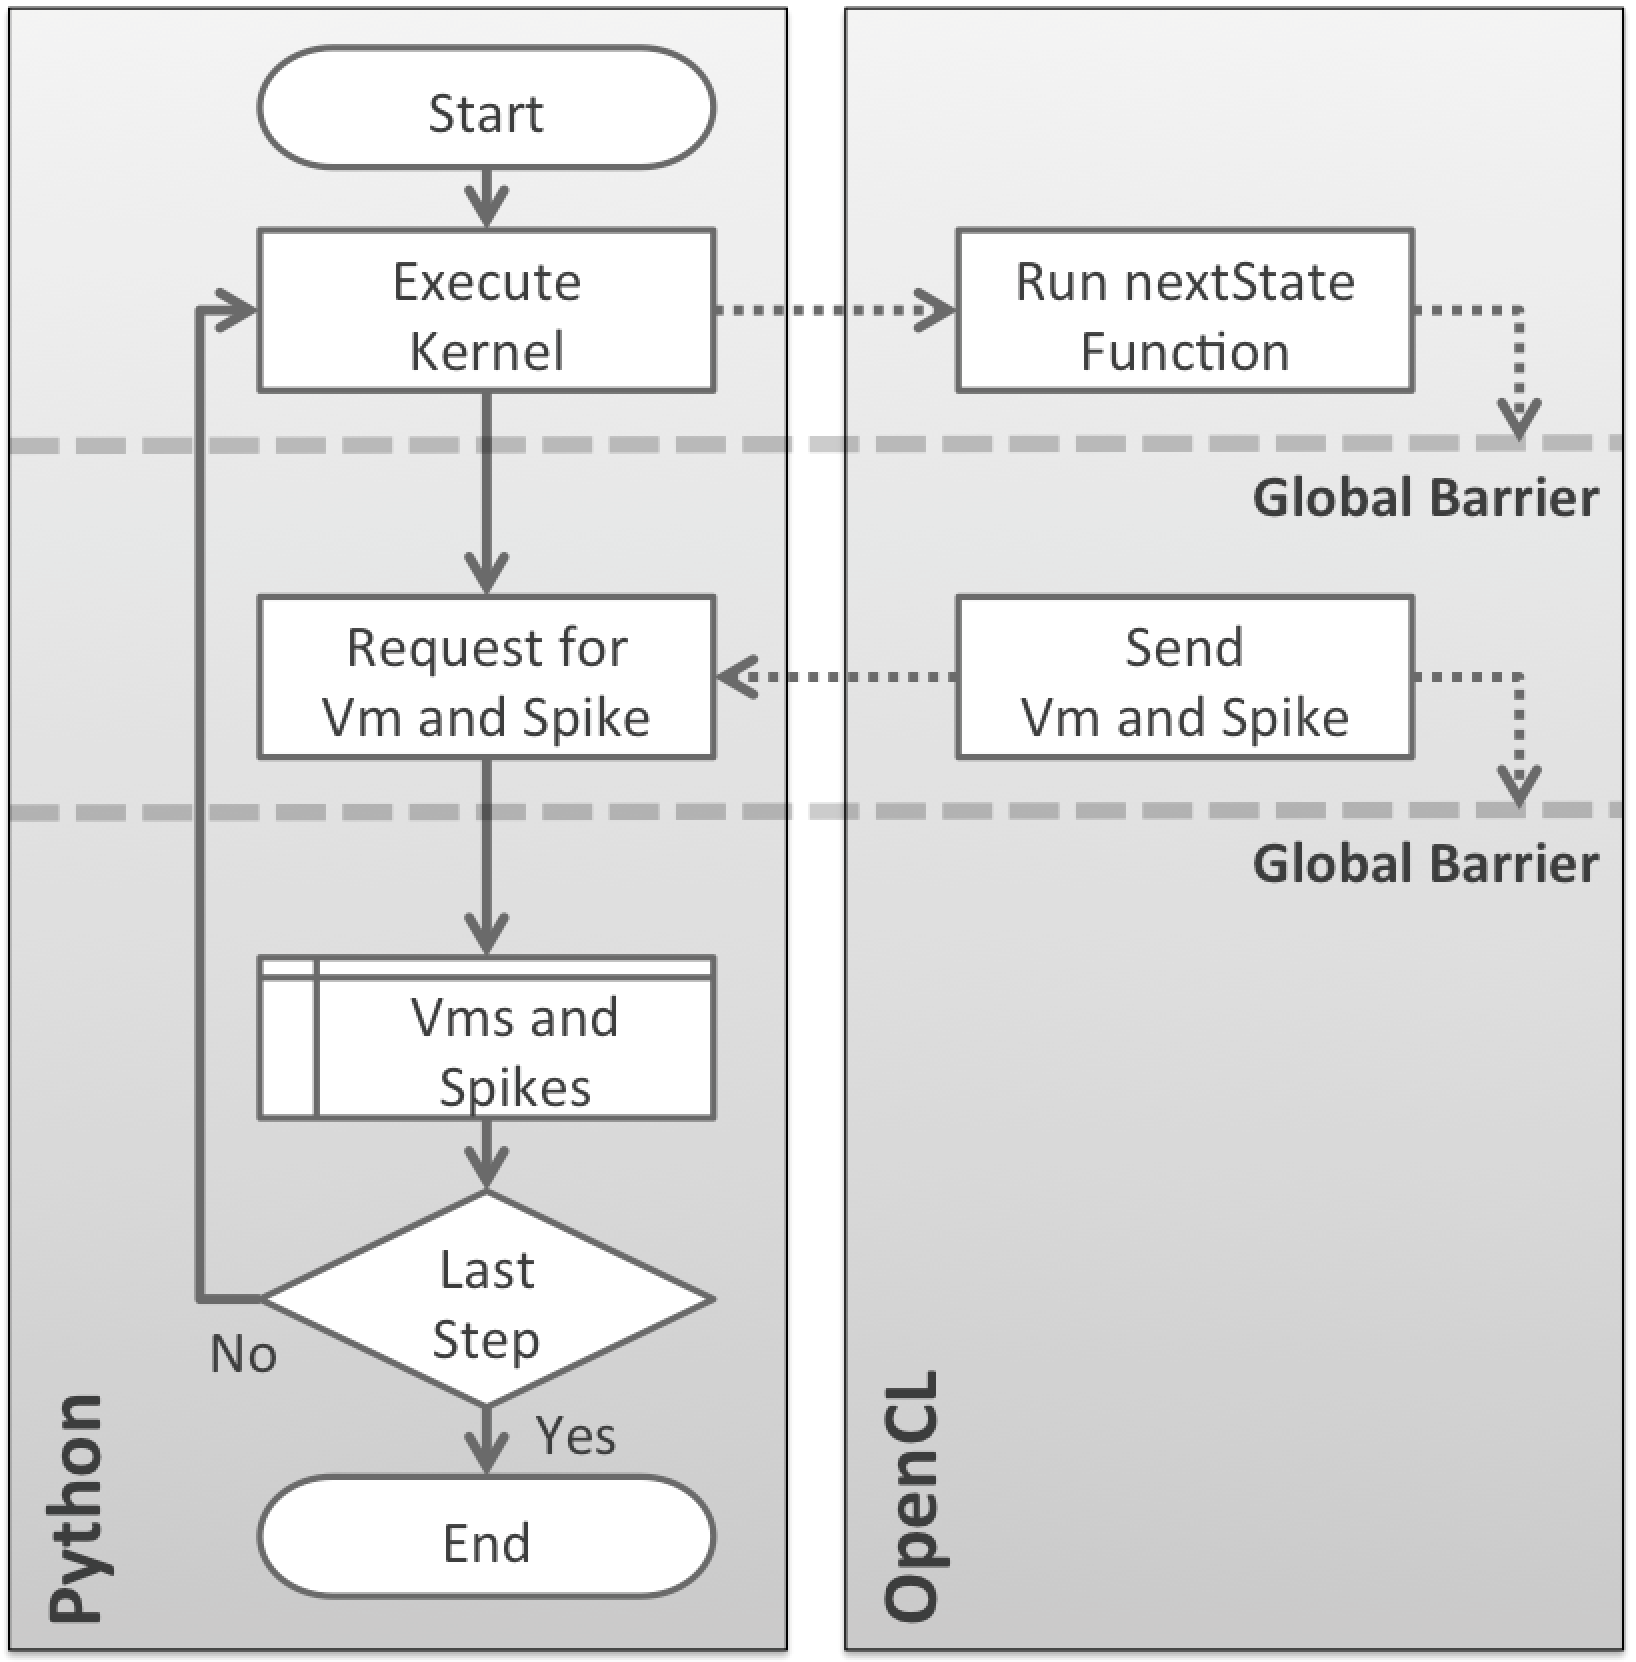 Start
Execute
Kernel
Run nextState
Function
Global Barrier
Request for
Vm and Spike
Send
Vm and Spike
Global Barrier
Vms and
Spikes
Last
Step
No
Yes
End
Python
OpenCL